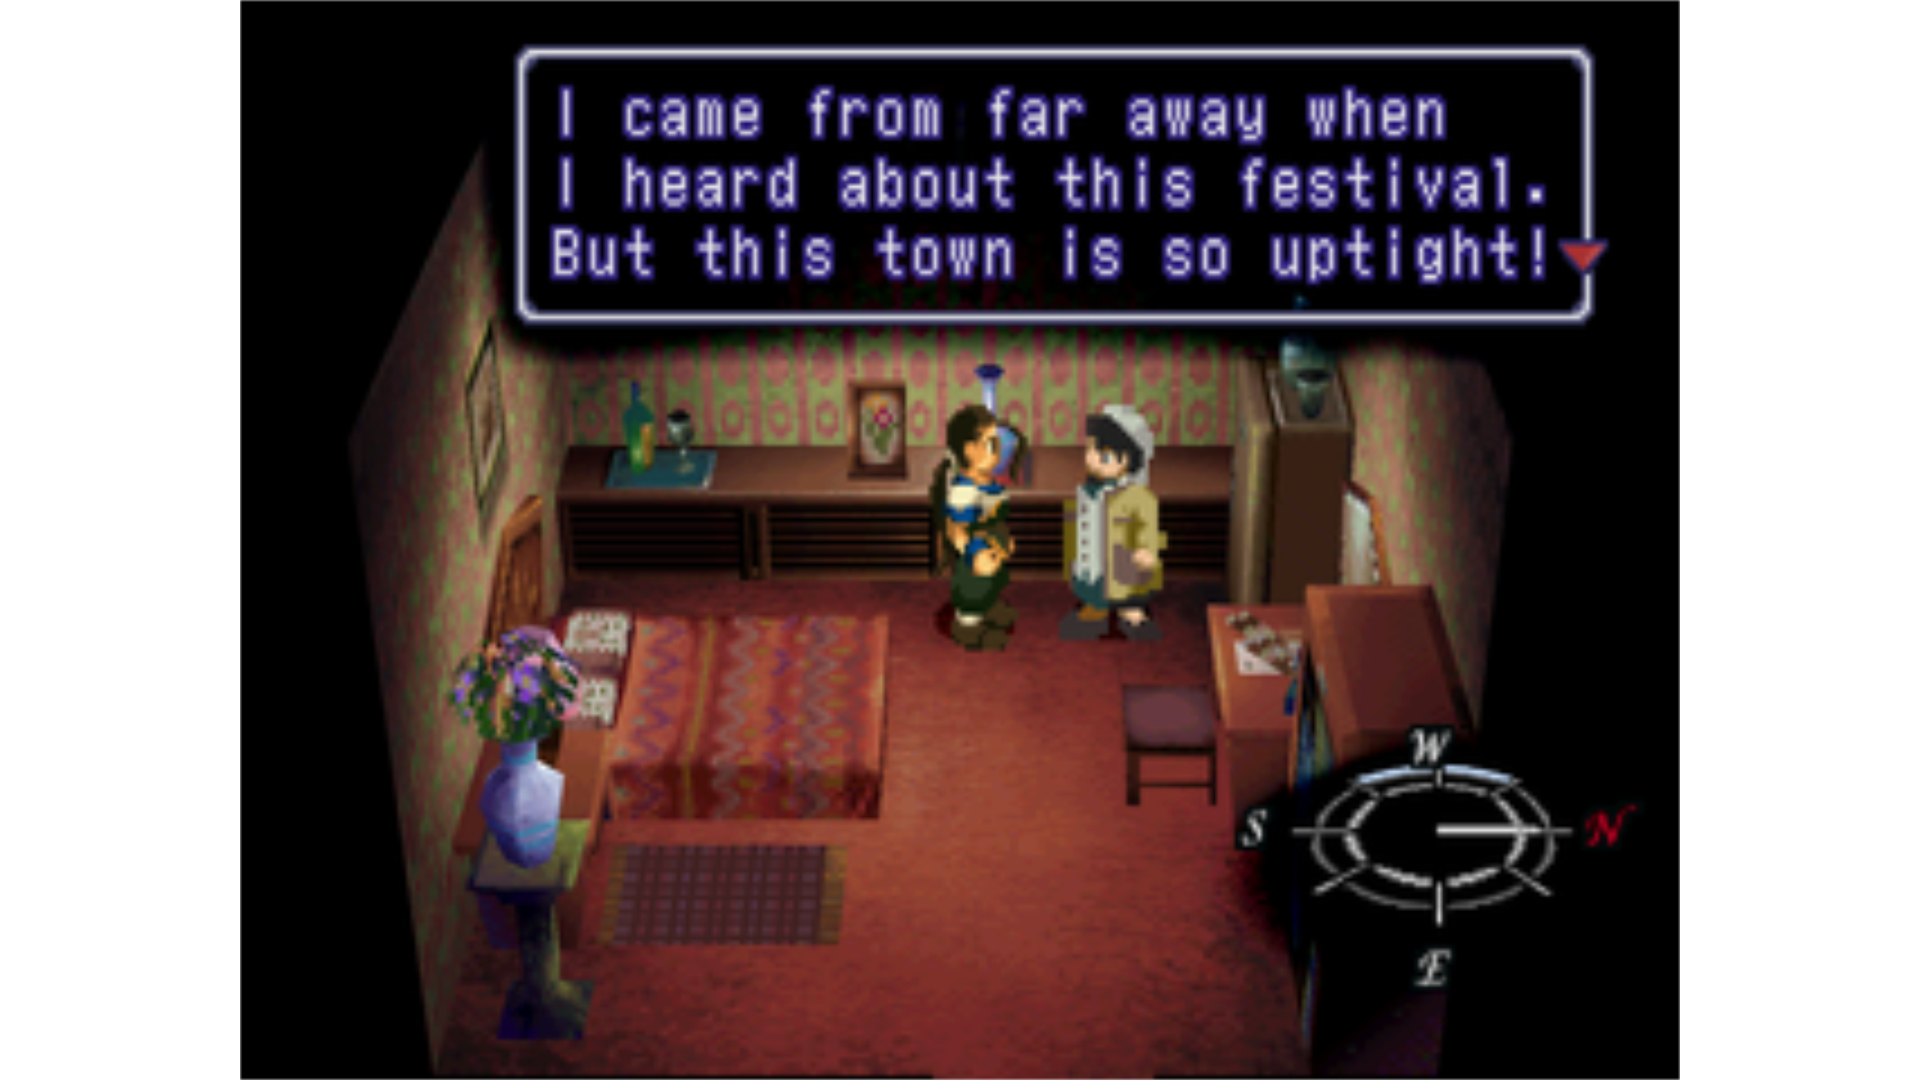 I came from far away when
I heard about this festival.
But this town is so uptight!
W
S
N
E